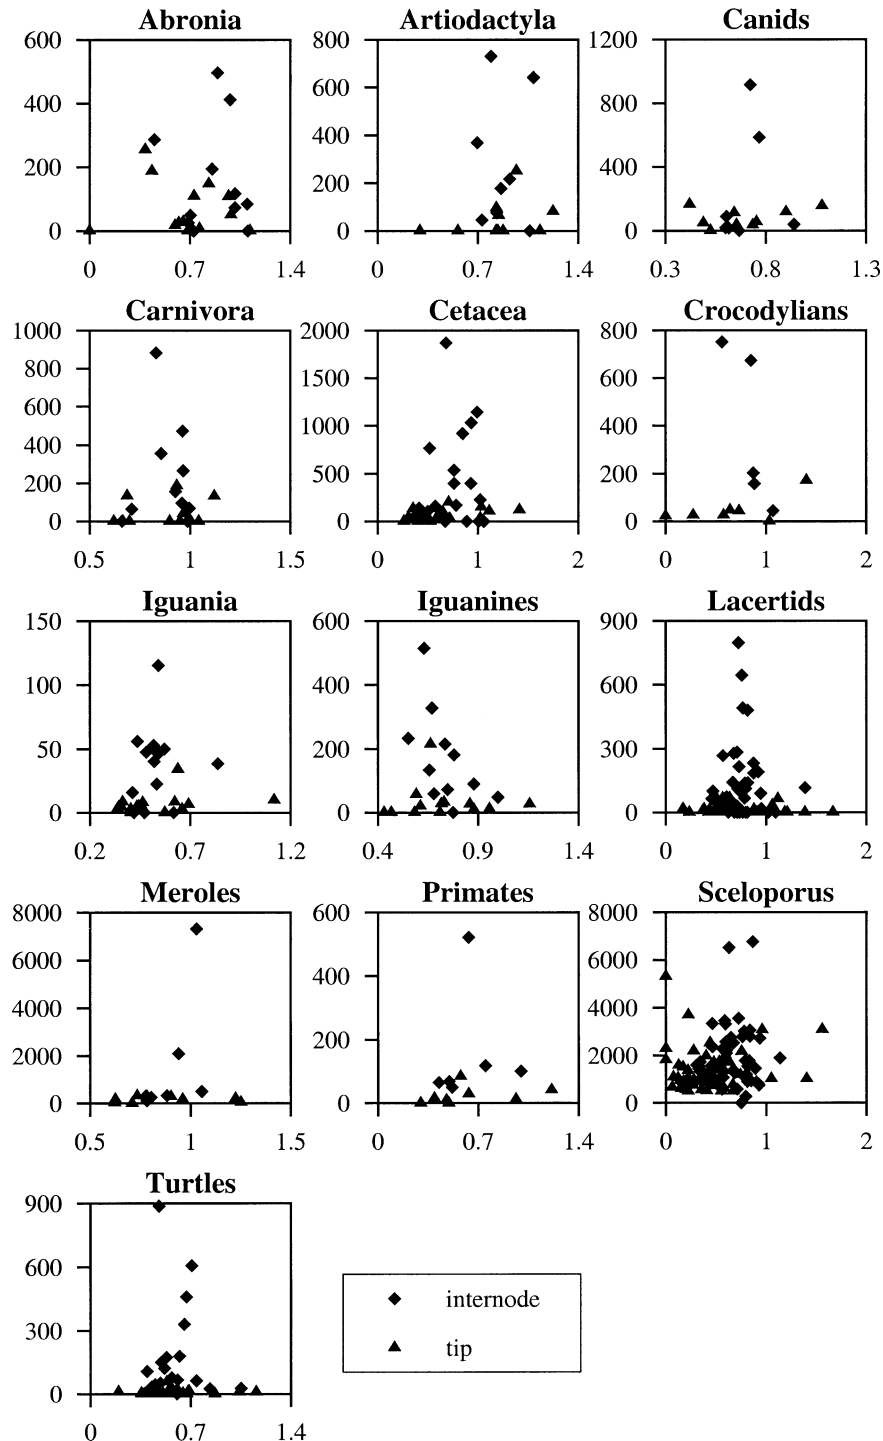 Abronia Artiodactyla Canids
600 800 1200
600
400 800
400
200 400
200
0 0 0
0 0.7 1.4 0 0.7 1.4 0.3 0.8 1.3
Carnivora Cetacea Crocodylians
1000 2000 800
800 1500 600
600
1000 400
400
200 500 200
0 0 0
0.5 1 1.5 0 1 2 0 1 2
Iguania Iguanines Lacertids
150 600 900
100 400 600
50 200 300
0 0 0
0.2 0.7 1.2 0.4 0.9 1.4 0 1 2
Meroles Primates Sceloporus
8000 600 8000
6000 6000
400
4000 4000
200
2000 2000
0 0 0
0.5 1 1.5 0 0.7 1.4 0 1 2
Turtles
900
600
internode
300
tip
0
0 0.7 1.4